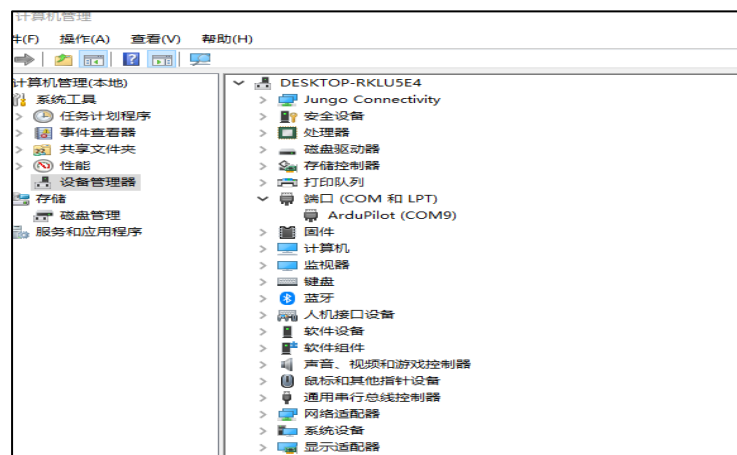 计算机管理
件(F) 操作(A) 查看(V) 帮助(H)
计算机管理(本地)
系统工具
任务计划程序
事件查看器
共享文件夹
性能
设备管理器
存储
磁盘管理
服务和应用程序
DESKTOP-RKLU5E4
Jungo Connectivity
安全设备
处理器
磁盘驱动器
存储控制器
打印队列
端口 (COM 和 LPT)
ArduPilot (COM9)
固件
计算机
监视器
键盘
蓝牙
人机接口设备
软件设备
软件组件
声音、视频和游戏控制器
鼠标和其他指针设备
通用串行总线控制器
网络适配器
系统设备
显示适配器